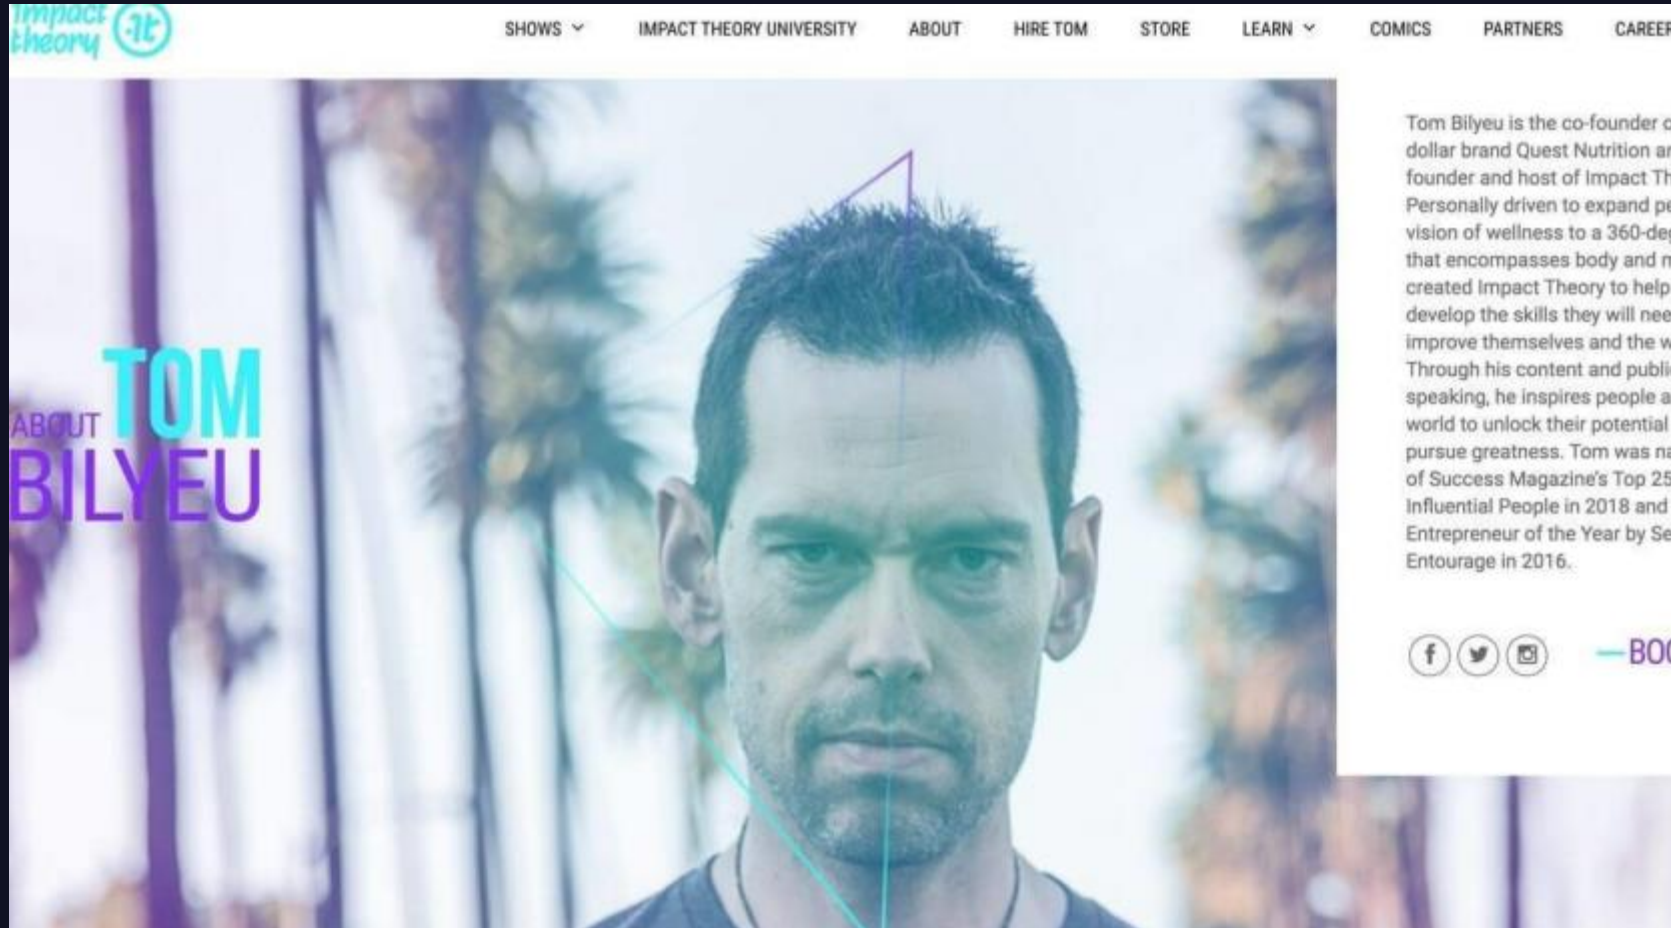 impact
theory
SHOWS
IMPACT THEORY UNIVERSITY
ABOUT
HIRE TOM
STORE
LEARN
COMICS
PARTNERS
ABOUT TOM
BILYEU
Tom Bilyeu is the co-founder
dollar brand Quest Nutrition
founder and host of Impact
Personally driven to expand
vision of wellness to a
that encompasses body and
created Impact Theory to help
develop the skills they will
improve themselves and the
Through his content and
speaking, he inspires people
world to unlock their potential
pursue greatness. Tom was
of Success Magazine's Top 25
Influential People in 2018 and
Entrepreneur of the Year by
Entourage in 2016.